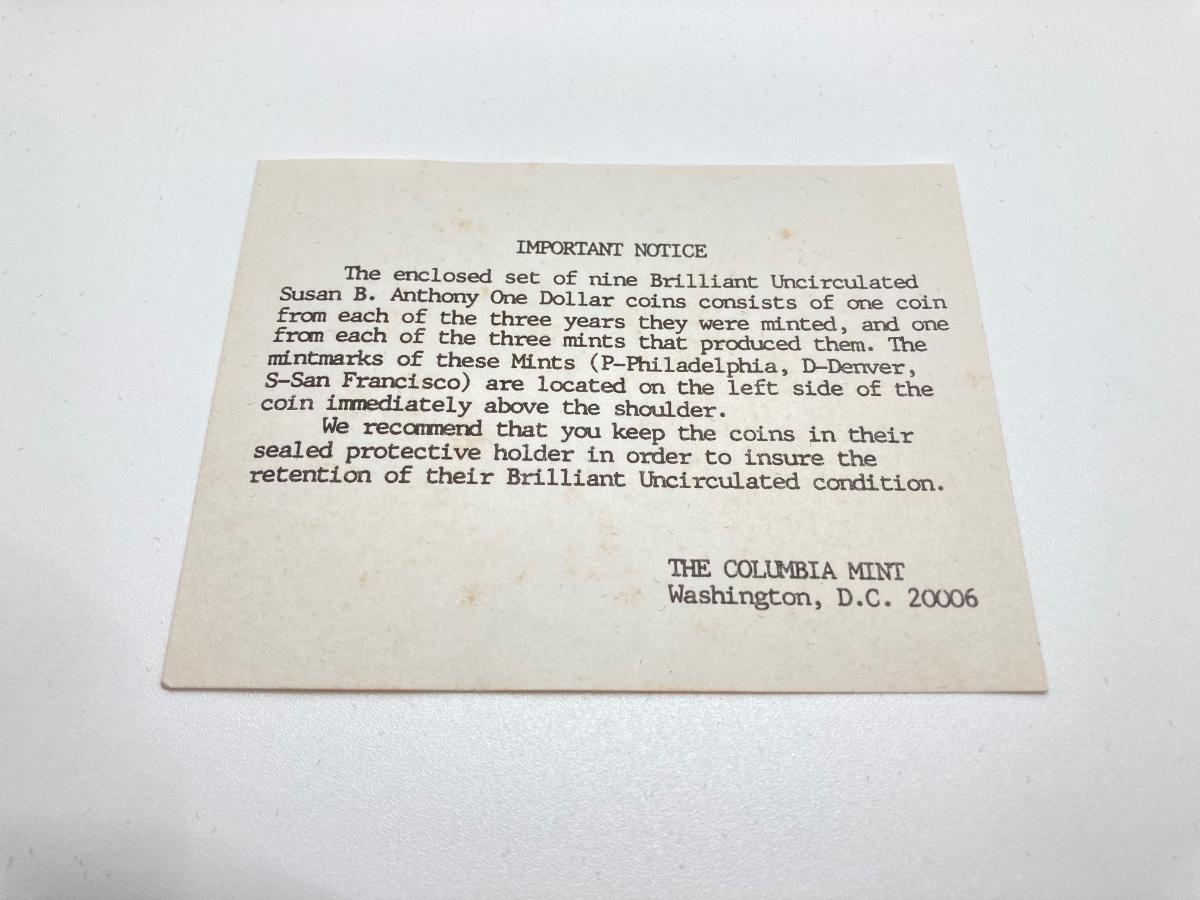 IMPORTANT NOTICE
The enclosed set of nine Brilliant Uncirculated
Susan B. Anthony One Dollar coins consists of one coin
from each of the three years they were minted, and one
from each of the three mints that produced them. The
mintmarks of these Mints (P-Philadelphia, D-Denver,
S-San Francisco) are located on the left side of the
coin immediately above the shoulder.
We recommend that you keep the coins in their
sealed protective holder in order to insure the
retention of their Brilliant Uncirculated condition.
THE COLUMBIA MINT
Washington, D.C. 20006